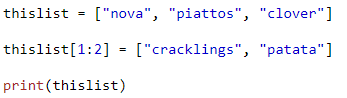 thislist = ["nova", "piattos", "clover"]
thislist[1:2] = ["cracklings", "patata"]
print(thislist)